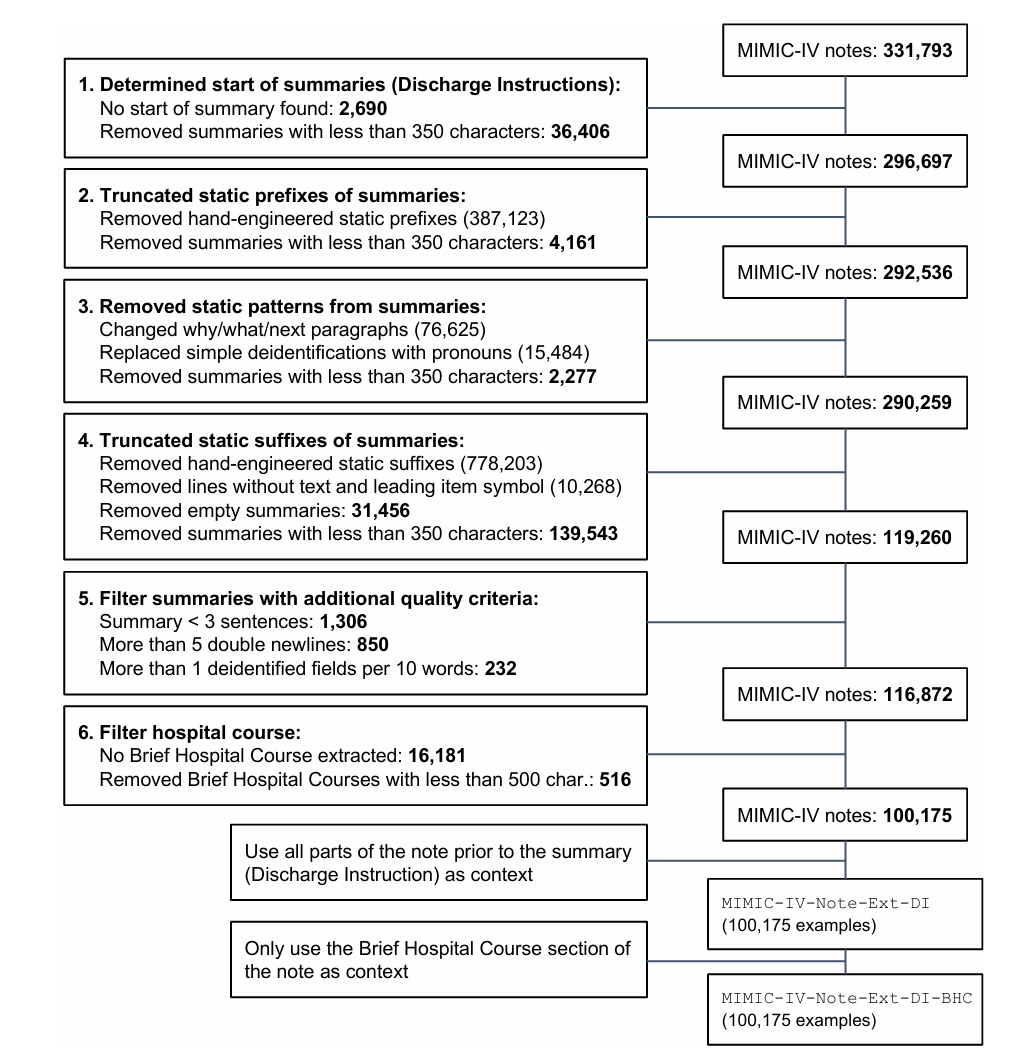 MIMIC-IV notes: 331,793
1. Determined start of summaries (Discharge Instructions):
No start of summary found: 2,690
Removed summaries with less than 350 characters: 36,406
MIMIC-IV notes: 296,697
2. Truncated static prefixes of summaries:
Removed hand-engineered static prefixes (387,123)
Removed summaries with less than 350 characters: 4,161
MIMIC-IV notes: 292,536
3. Removed static patterns from summaries:
Changed why/what/next paragraphs (76,625)
Replaced simple deidentifications with pronouns (15,484)
Removed summaries with less than 350 characters: 2,277
MIMIC-IV notes: 290,259
4. Truncated static suffixes of summaries:
Removed hand-engineered static suffixes (778,203)
Removed lines without text and leading item symbol (10,268)
Removed empty summaries: 31,456
Removed summaries with less than 350 characters: 139,543
MIMIC-IV notes: 119,260
5. Filter summaries with additional quality criteria:
Summary < 3 sentences: 1,306
More than 5 double newlines: 850
More than 1 deidentified fields per 10 words: 232
MIMIC-IV notes: 116,872
6. Filter hospital course:
No Brief Hospital Course extracted: 16,181
Removed Brief Hospital Courses with less than 500 char.: 516
MIMIC-IV notes: 100,175
Use all parts of the note prior to the summary
(Discharge Instruction) as context
MIMIC-IV-Note-Ext-DI
(100,175 examples)
Only use the Brief Hospital Course section of
the note as context
MIMIC-IV-Note-Ext-DI-BHC
(100,175 examples)